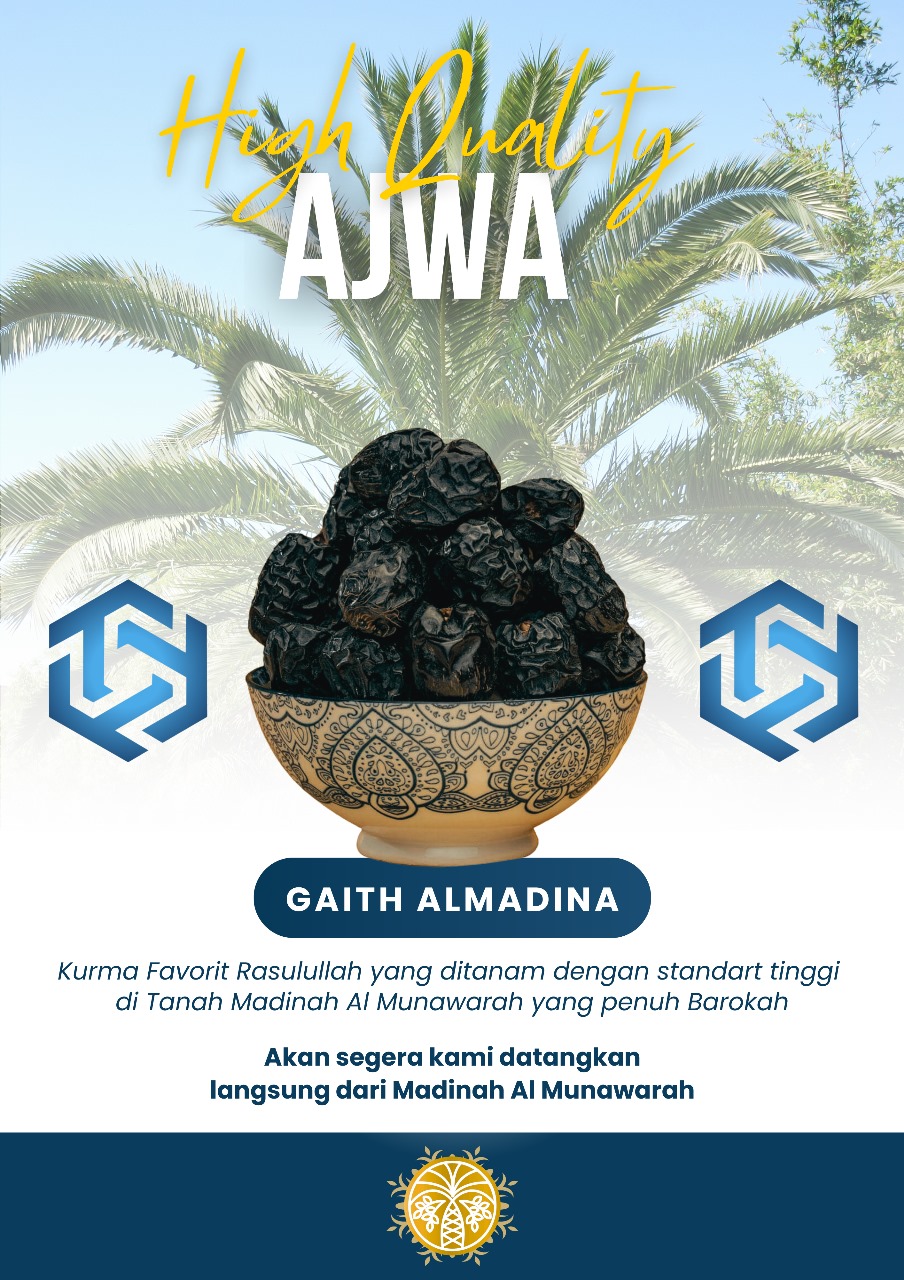 High Quality
AJWA
GAITH ALMADINA
Kurma Favorit Rasulullah yang ditanam dengan standart tinggi
di Tanah Madinah Al Munawarah yang penuh Barokah
Akan segera kami datangkan
langsung dari Madinah Al Munawarah